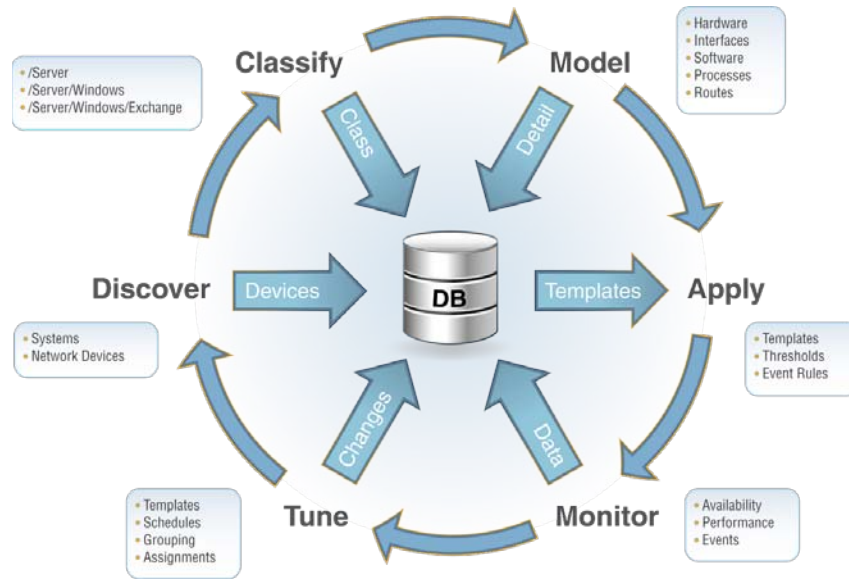 Classify
Model
• /Server
• /Server/Windows
• /Server/Windows/Exchange
• Hardware
• Interfaces
• Software
• Processes
• Routes
Class
Detail
Discover
Devices
DB
Templates
Apply
• Systems
• Network Devices
• Templates
• Thresholds
• Event Rules
Changes
Data
Tune
Monitor
• Templates
• Schedules
• Grouping
• Assignments
• Availability
• Performance
• Events